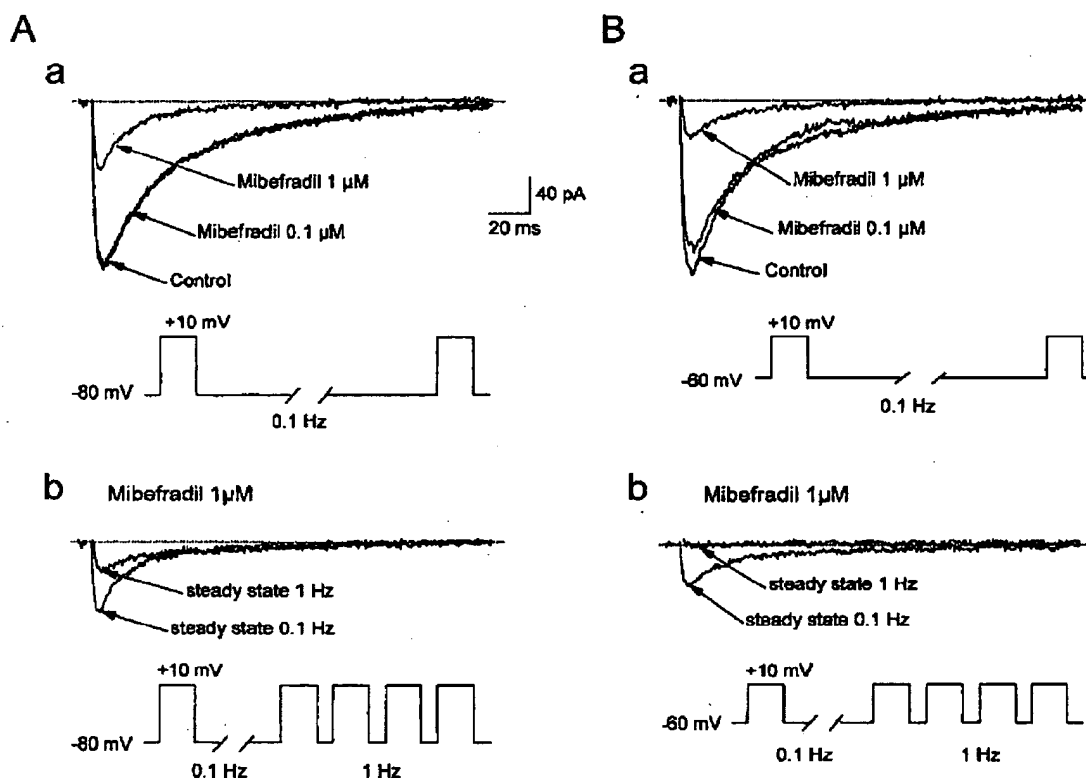 A
a
Mibefradil 1 µM
Mibefradil 0.1 µM
Control
40 pA
20 ms
+10 mV
-80 mV
0.1 Hz
b
Mibefradil 1µM
steady state 1 Hz
steady state 0.1 Hz
+10 mV
-80 mV
0.1 Hz
1 Hz
B
a
Mibefradil 1 µM
Mibefradil 0.1 µM
Control
+10 mV
-60 mV
0.1 Hz
b
Mibefradil 1µM
steady state 1 Hz
steady state 0.1 Hz
+10 mV
-60 mV
0.1 Hz
1 Hz